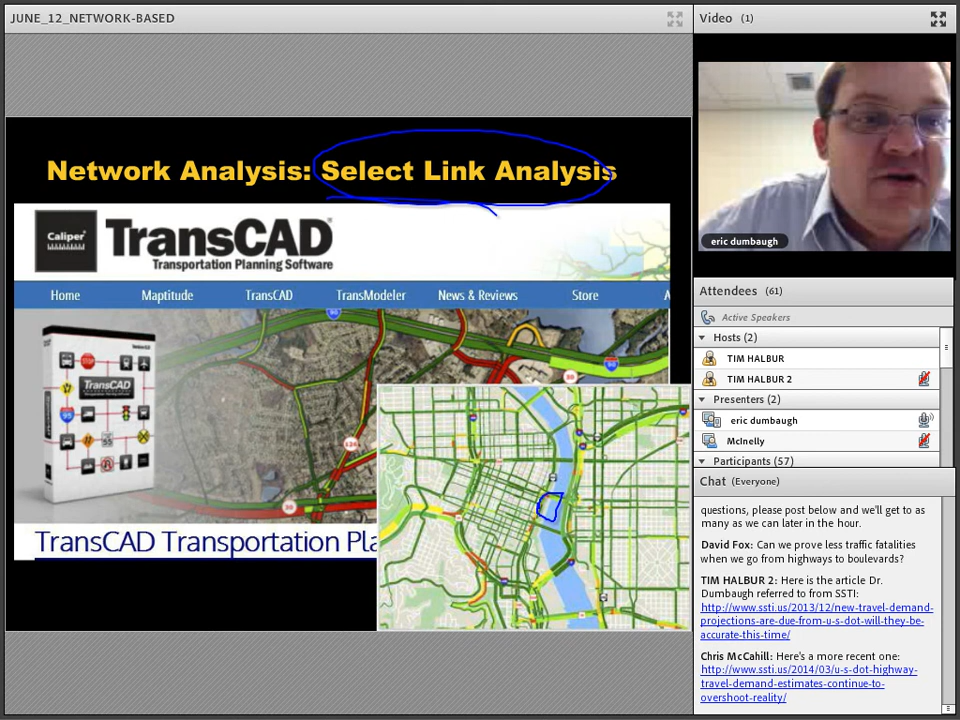 JUNE_12_NETWORK-BASED
Network Analysis: Select Link Analysis
Caliper
TransCAD
Transportation Planning Software
Home Maptitude TransCAD TransModeler News & Reviews Store A
TransCAD
TransCAD Transportation Pla
Video (1)
eric dumbaugh
Attendees (61)
Active Speakers
Hosts (2)
TIM HALBUR
TIM HALBUR 2
Presenters (2)
eric dumbaugh
McInelly
Participants (57)
Chat (Everyone)
questions, please post below and we'll get to as
many as we can later in the hour.
David Fox: Can we prove less traffic fatalities
when we go from highways to boulevards?
TIM HALBUR 2: Here is the article Dr.
Dumbaugh referred to from SSTI:
http://www.ssti.us/2013/12/new-travel-demand-
projections-are-due-from-u-s-dot-will-they-be-
accurate-this-time/
Chris McCahill: Here's a more recent one:
http://www.ssti.us/2014/03/u-s-dot-highway-
travel-demand-estimates-continue-to-
overshoot-reality/